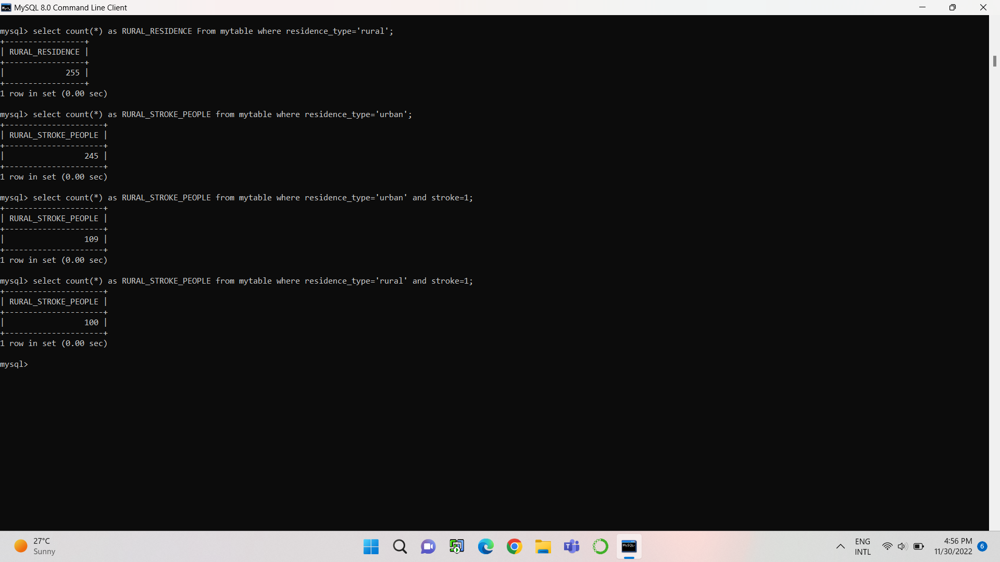 MySQL 8.0 Command Line Client
mysql> select count(*) as RURAL_RESIDENCE From mytable where residence_type='rural';
+-----------------+
| RURAL_RESIDENCE |
+-----------------+
|             255 |
+-----------------+
1 row in set (0.00 sec)
mysql> select count(*) as RURAL_STROKE_PEOPLE from mytable where residence_type='urban';
+---------------------+
| RURAL_STROKE_PEOPLE |
+---------------------+
|                 245 |
+---------------------+
1 row in set (0.00 sec)
mysql> select count(*) as RURAL_STROKE_PEOPLE from mytable where residence_type='urban' and stroke=1;
+---------------------+
| RURAL_STROKE_PEOPLE |
+---------------------+
|                 109 |
+---------------------+
1 row in set (0.00 sec)
mysql> select count(*) as RURAL_STROKE_PEOPLE from mytable where residence_type='rural' and stroke=1;
+---------------------+
| RURAL_STROKE_PEOPLE |
+---------------------+
|                 100 |
+---------------------+
1 row in set (0.00 sec)
mysql>
27°C
Sunny
ENG
INTL
4:56 PM
11/30/2022
6